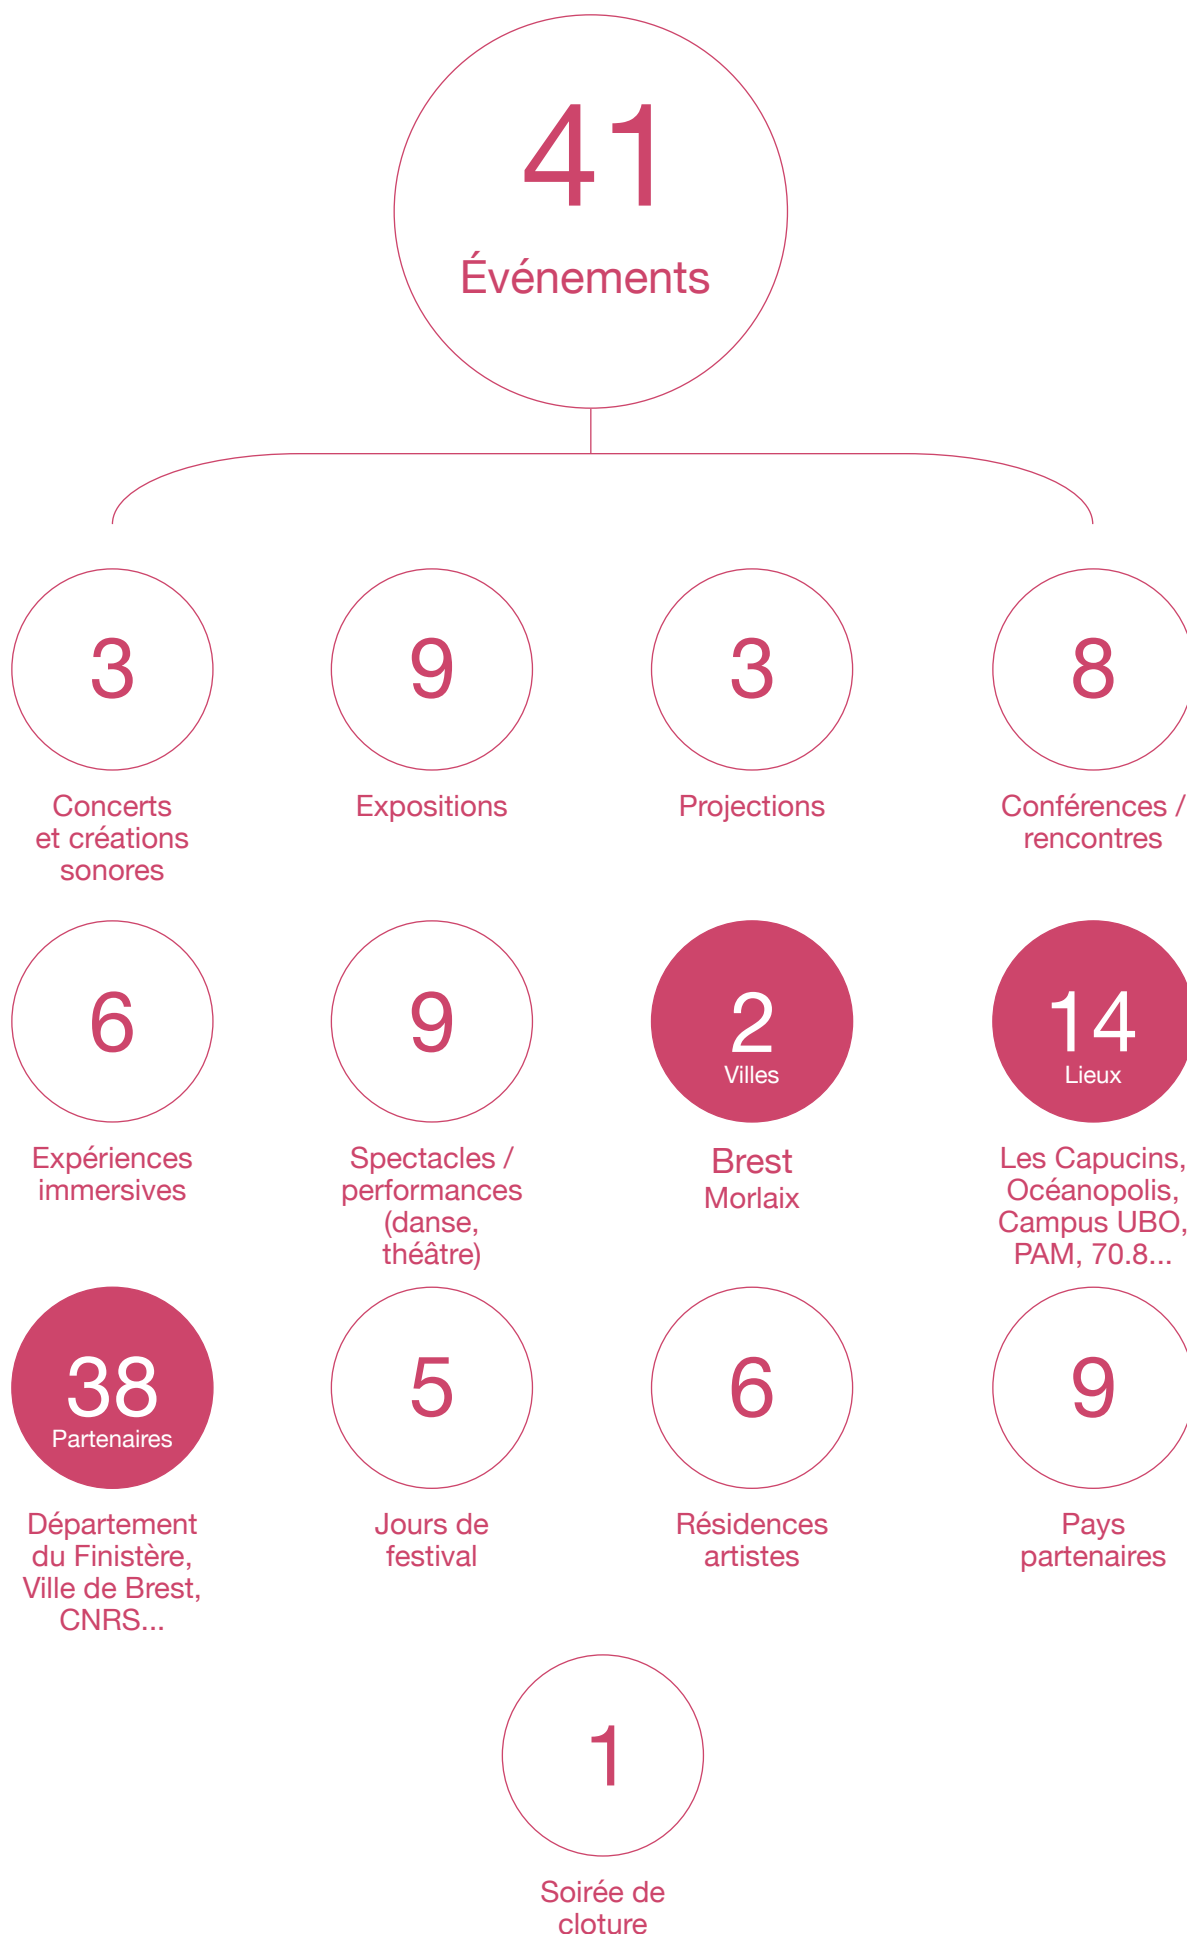 41
Événements
3
Concerts
et créations
sonores
9
Expositions
3
Projections
8
Conférences /
rencontres
6
Expériences
immersives
9
Spectacles /
performances
(danse,
théâtre)
2
Villes
Brest
Morlaix
14
Lieux
Les Capucins,
Océanopolis,
Campus UBO,
PAM, 70.8...
38
Partenaires
Département
du Finistère,
Ville de Brest,
CNRS...
5
Jours de
festival
6
Résidences
artistes
9
Pays
partenaires
1
Soirée de
cloture